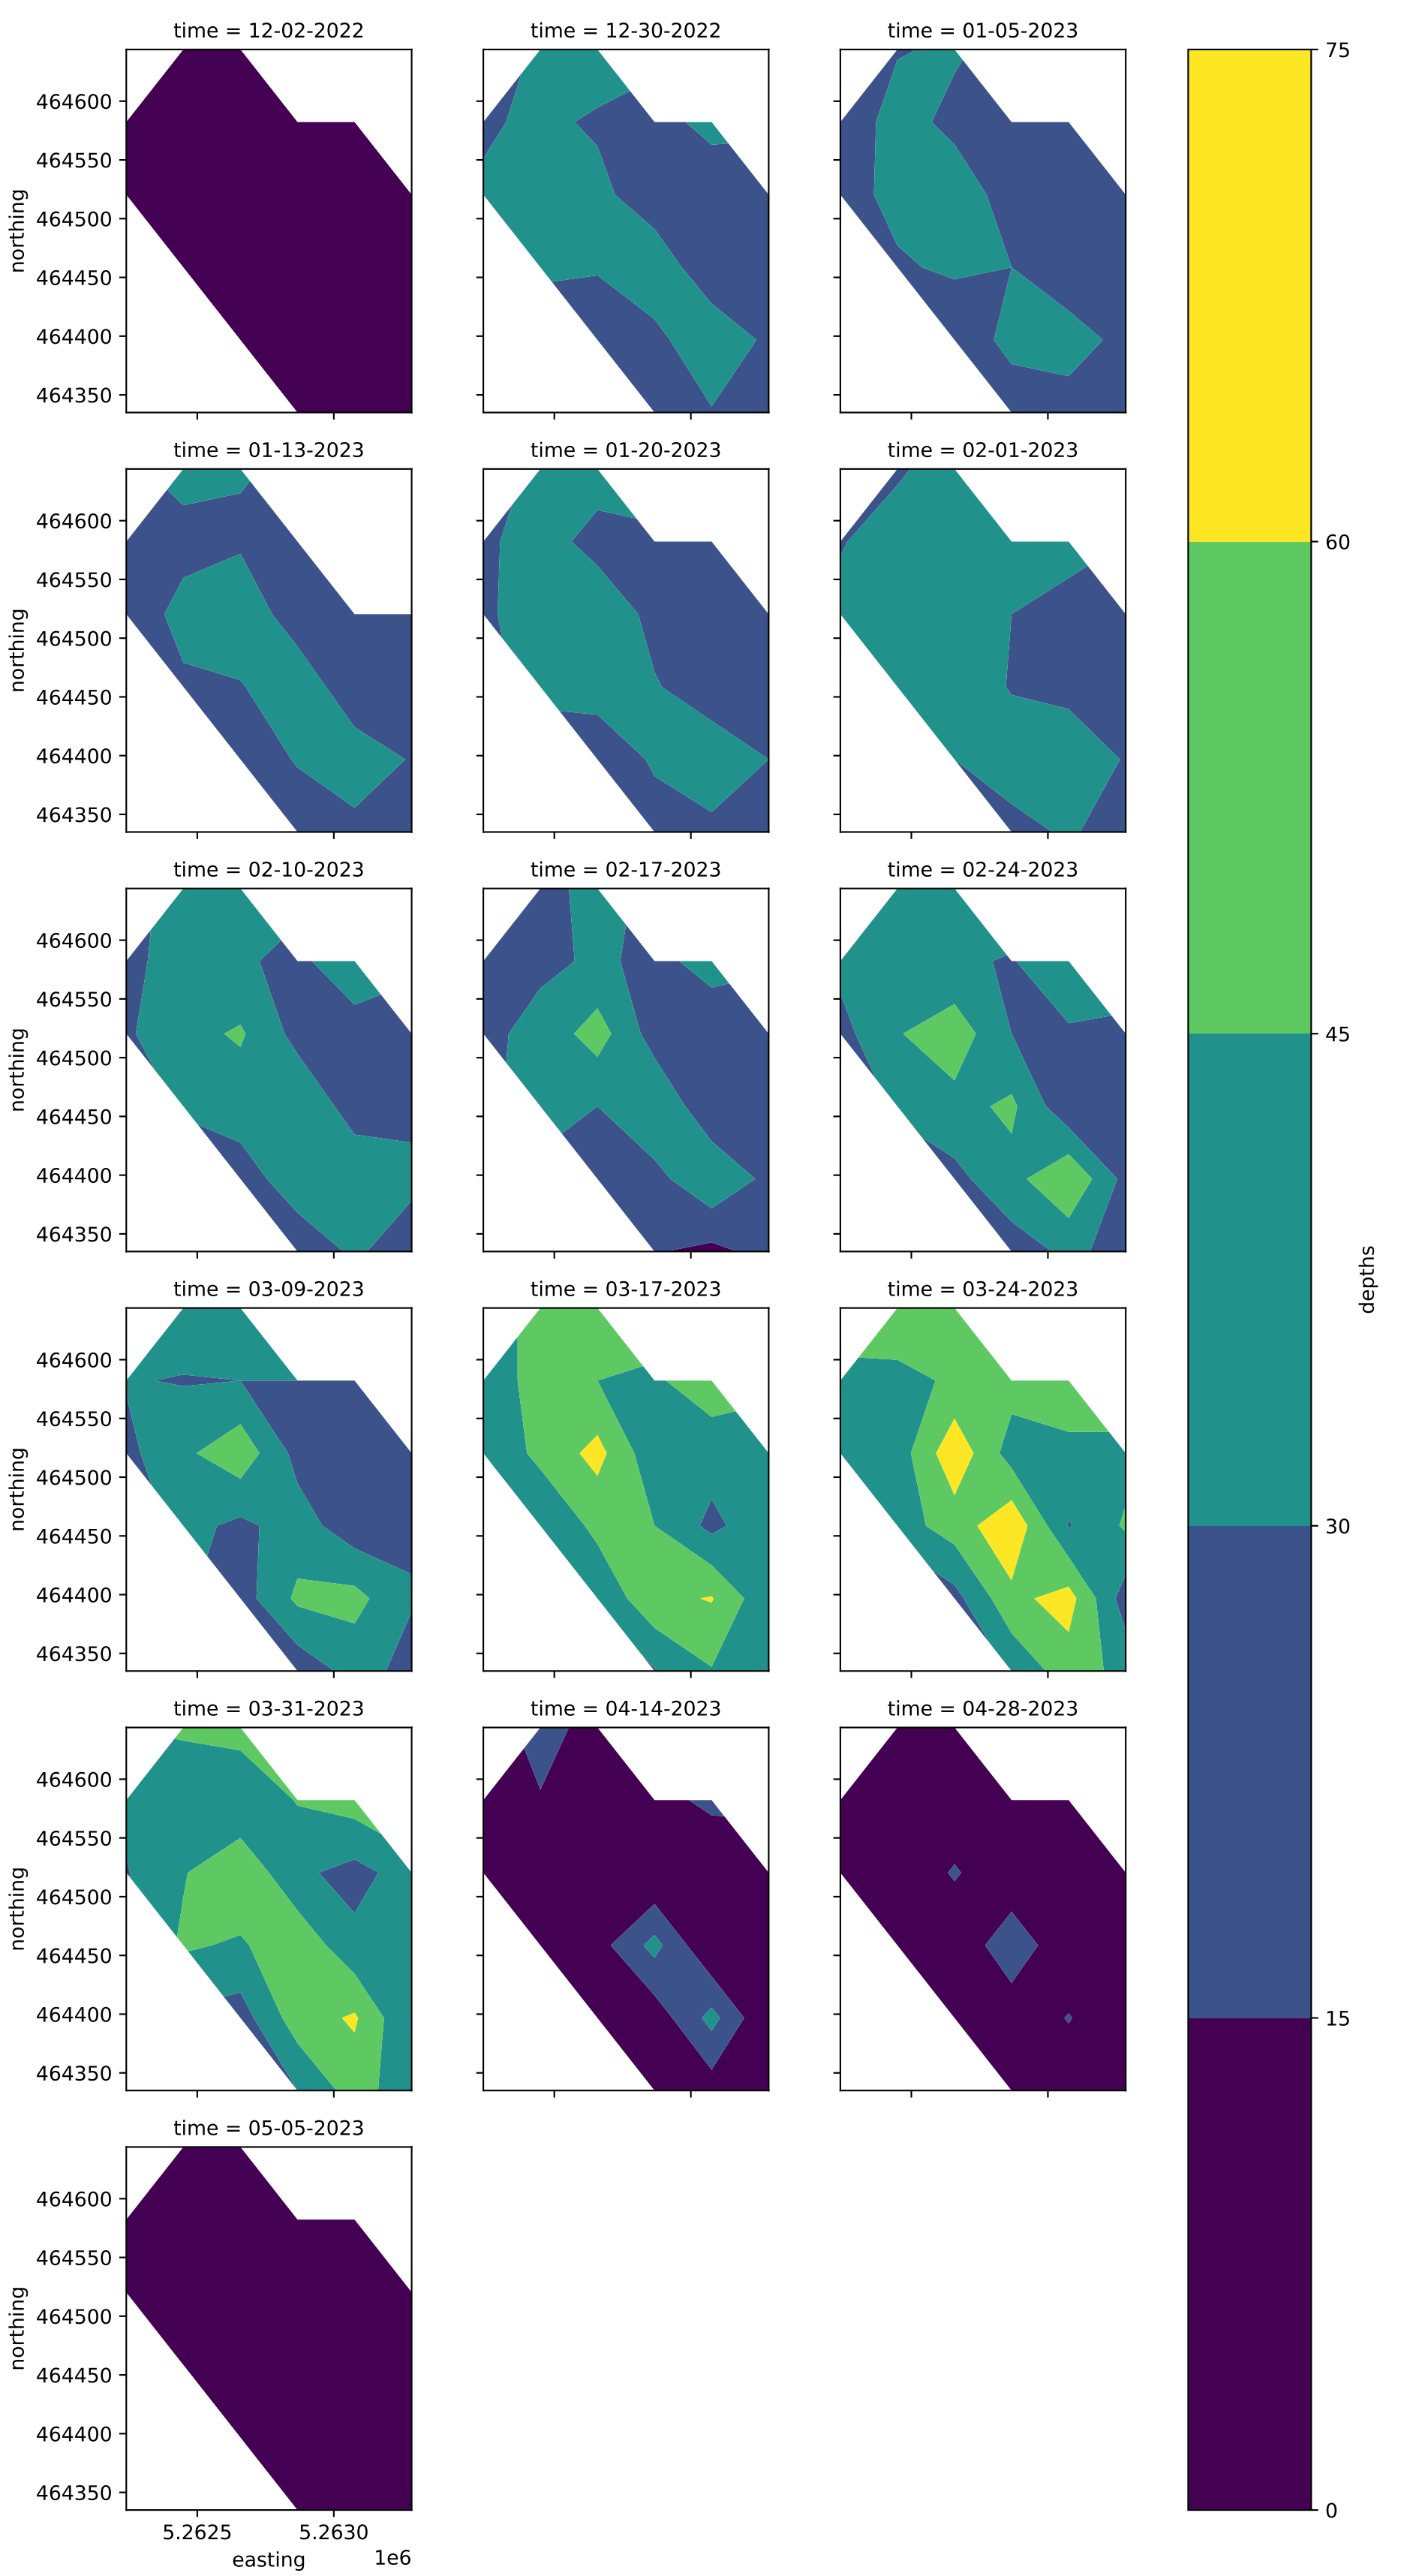 time = 12-02-2022
time = 12-30-2022
time = 01-05-2023
northing
464600
464550
464500
464450
464400
464350
time = 01-13-2023
time = 01-20-2023
time = 02-01-2023
northing
464600
464550
464500
464450
464400
464350
time = 02-10-2023
time = 02-17-2023
time = 02-24-2023
northing
464600
464550
464500
464450
464400
464350
time = 03-09-2023
time = 03-17-2023
time = 03-24-2023
northing
464600
464550
464500
464450
464400
464350
time = 03-31-2023
time = 04-14-2023
time = 04-28-2023
northing
464600
464550
464500
464450
464400
464350
time = 05-05-2023
northing
464600
464550
464500
464450
464400
464350
5.2625
5.2630
easting
1e6
75
60
45
30
15
0
depths